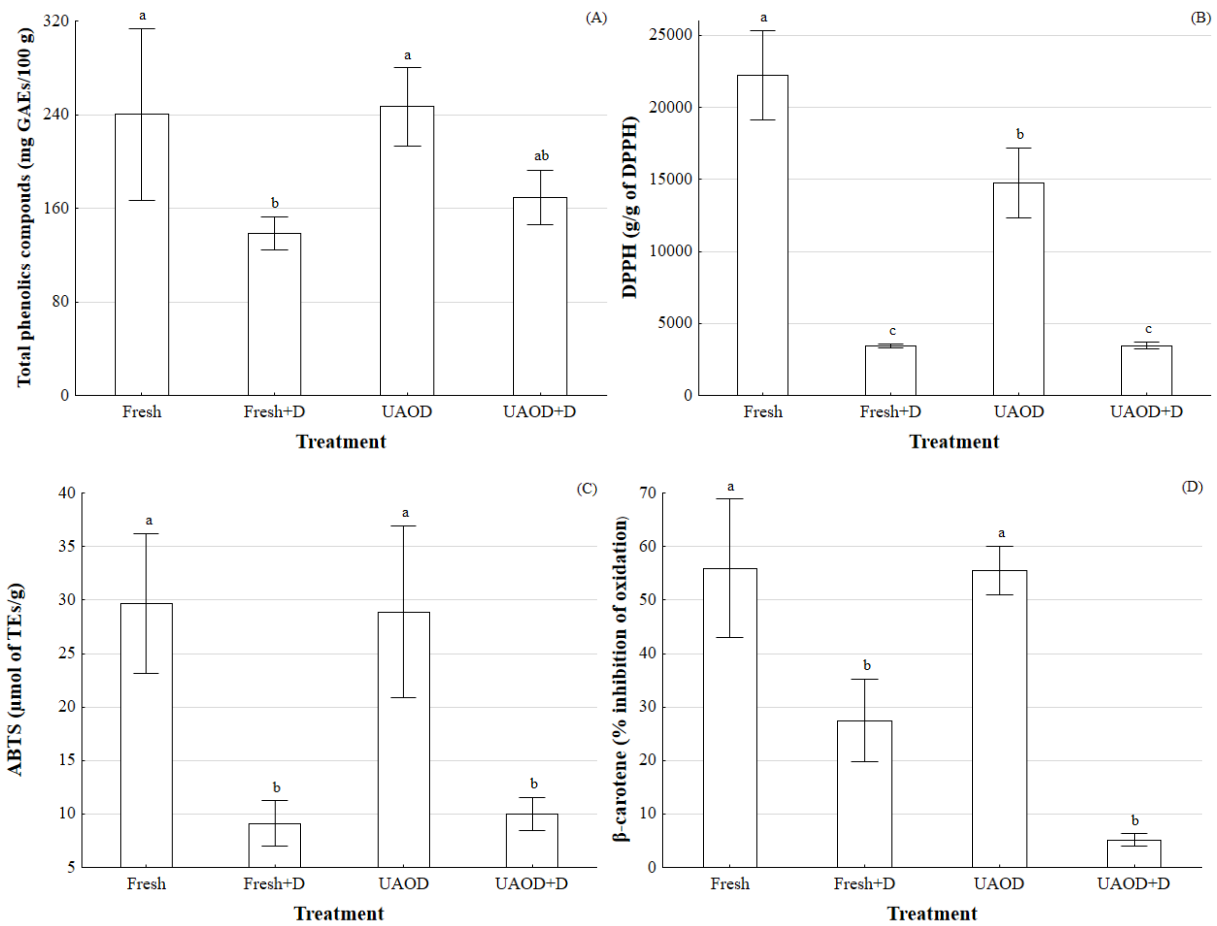 (A)
Total phenolics compouds (mg GAEs/100 g)
320
240
160
80
0
a
b
a
ab
Fresh
Fresh+D
UAOD
UAOD+D
Treatment
(B)
DPPH (g/g of DPPH)
25000
20000
15000
10000
5000
0
a
c
b
c
Fresh
Fresh+D
UAOD
UAOD+D
Treatment
(C)
ABTS (µmol of TEs/g)
40
35
30
25
20
15
10
5
a
b
a
b
Fresh
Fresh+D
UAOD
UAOD+D
Treatment
(D)
β-carotene (% inhibition of oxidation)
70
60
50
40
30
20
10
0
a
b
a
b
Fresh
Fresh+D
UAOD
UAOD+D
Treatment